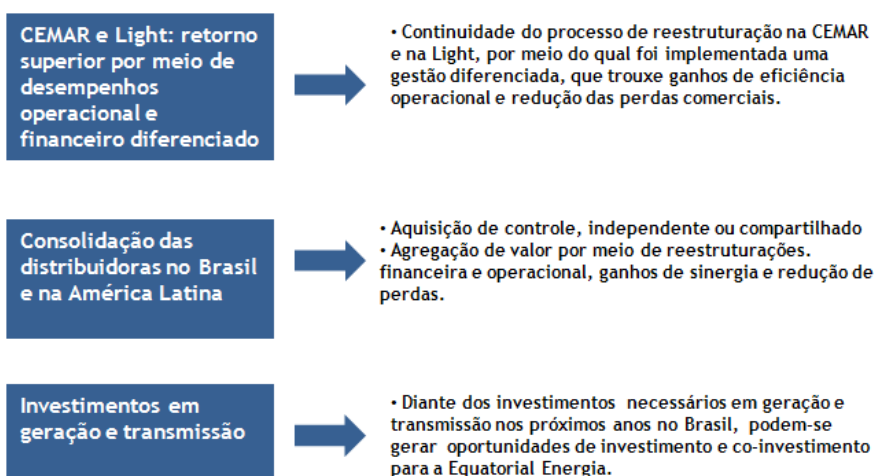 CEMAR e Light: retorno
superior por meio de
desempenhos
operacional e
financeiro diferenciado
• Continuidade do processo de reestruturação na CEMAR
e na Light, por meio do qual foi implementada uma
gestão diferenciada, que trouxe ganhos de eficiência
operacional e redução das perdas comerciais.
Consolidação das
distribuidoras no Brasil
e na América Latina
• Aquisição de controle, independente ou compartilhado
• Agregação de valor por meio de reestruturações.
financeira e operacional, ganhos de sinergia e redução de
perdas.
Investimentos em
geração e transmissão
• Diante dos investimentos necessários em geração e
transmissão nos próximos anos no Brasil, podem-se
gerar oportunidades de investimento e co-investimento
para a Equatorial Energia.